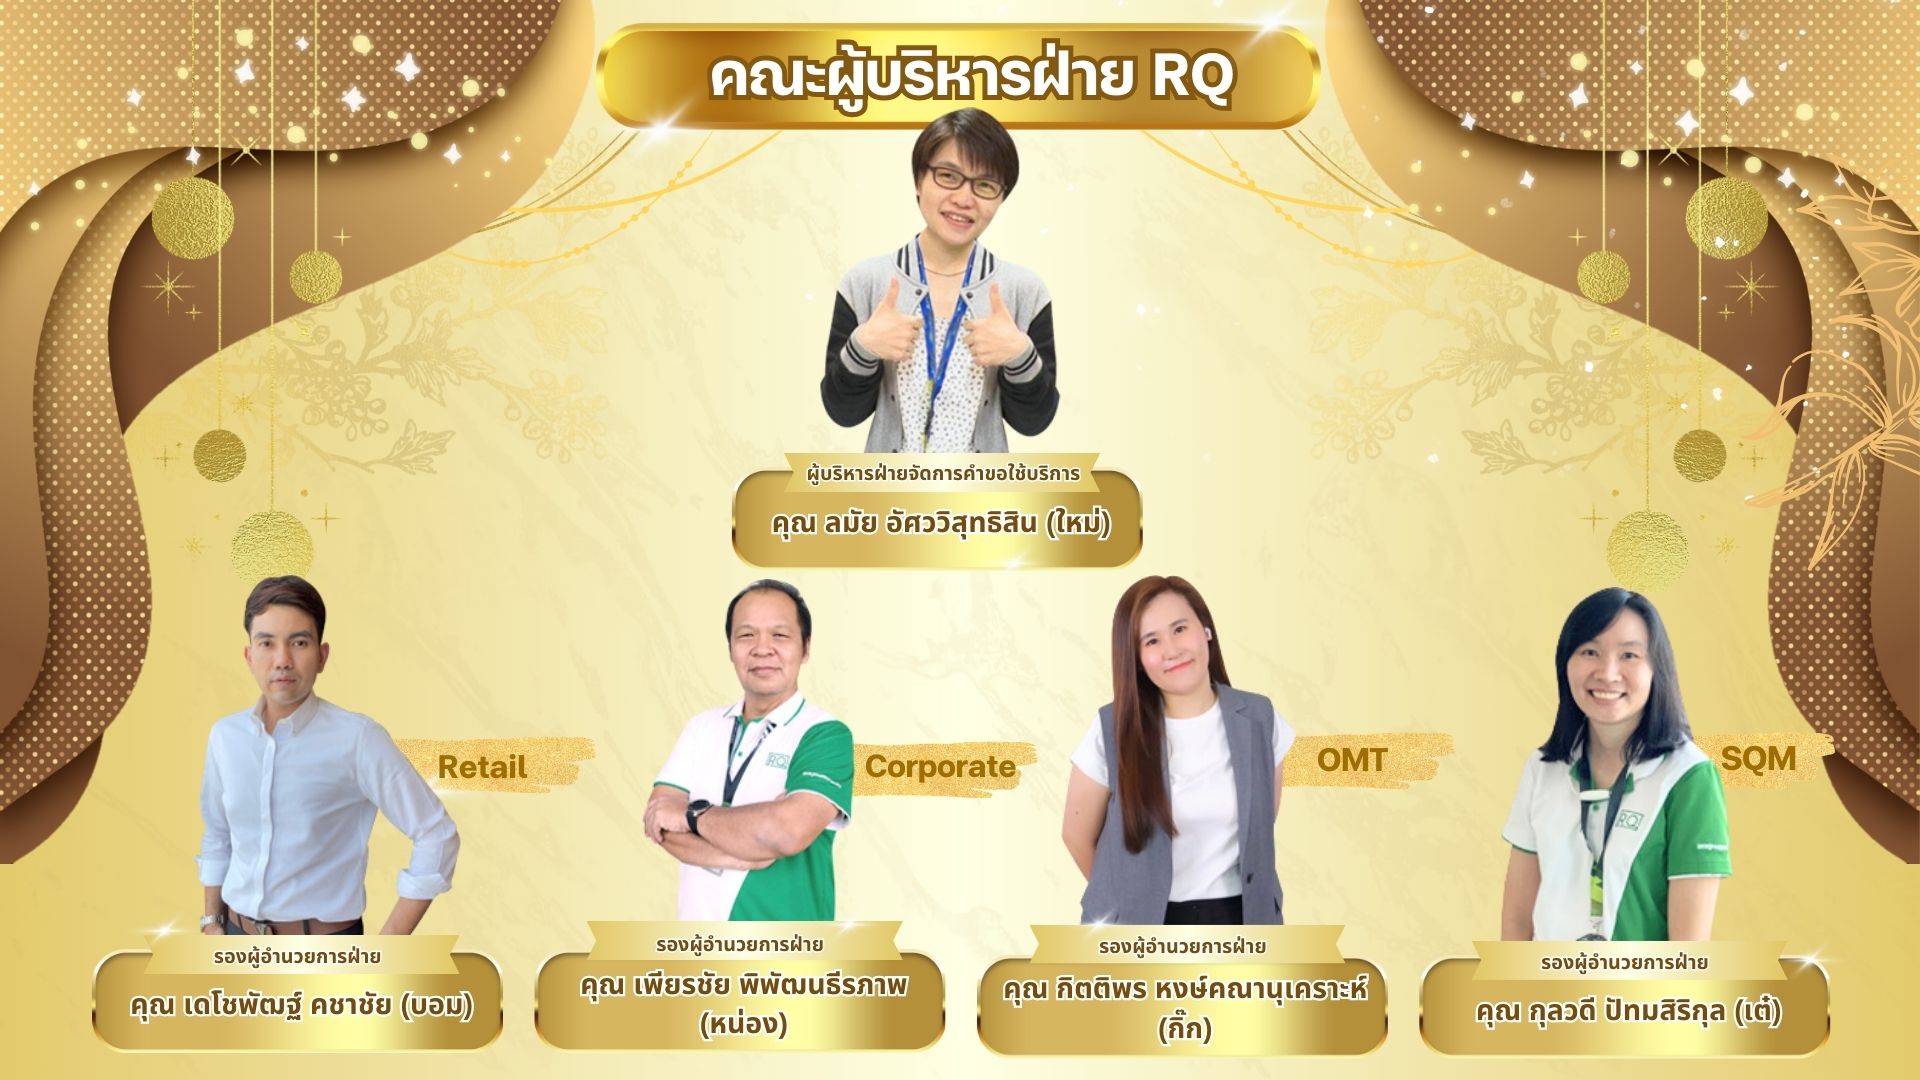 คณะผู้บริหารฝ่าย RQ
ผู้บริหารฝ่ายจัดการคำขอใช้บริการ
คุณ ลมัย อัศววิสุทธิสิน (ใหม่)
Retail
Corporate
OMT
SQM
RQ
RQ
รองผู้อำนวยการฝ่าย
คุณ เดโชพัฒฐ์ คชาชัย (บอม)
รองผู้อำนวยการฝ่าย
คุณ เพียรชัย พิพัฒนธีรภาพ
(หน่อง)
รองผู้อำนวยการฝ่าย
คุณ กิตติพร หงษ์คณานุเคราะห์
(กิ๊ก)
รองผู้อำนวยการฝ่าย
คุณ กุลวดี ปัทมสิริกุล (เต๋)